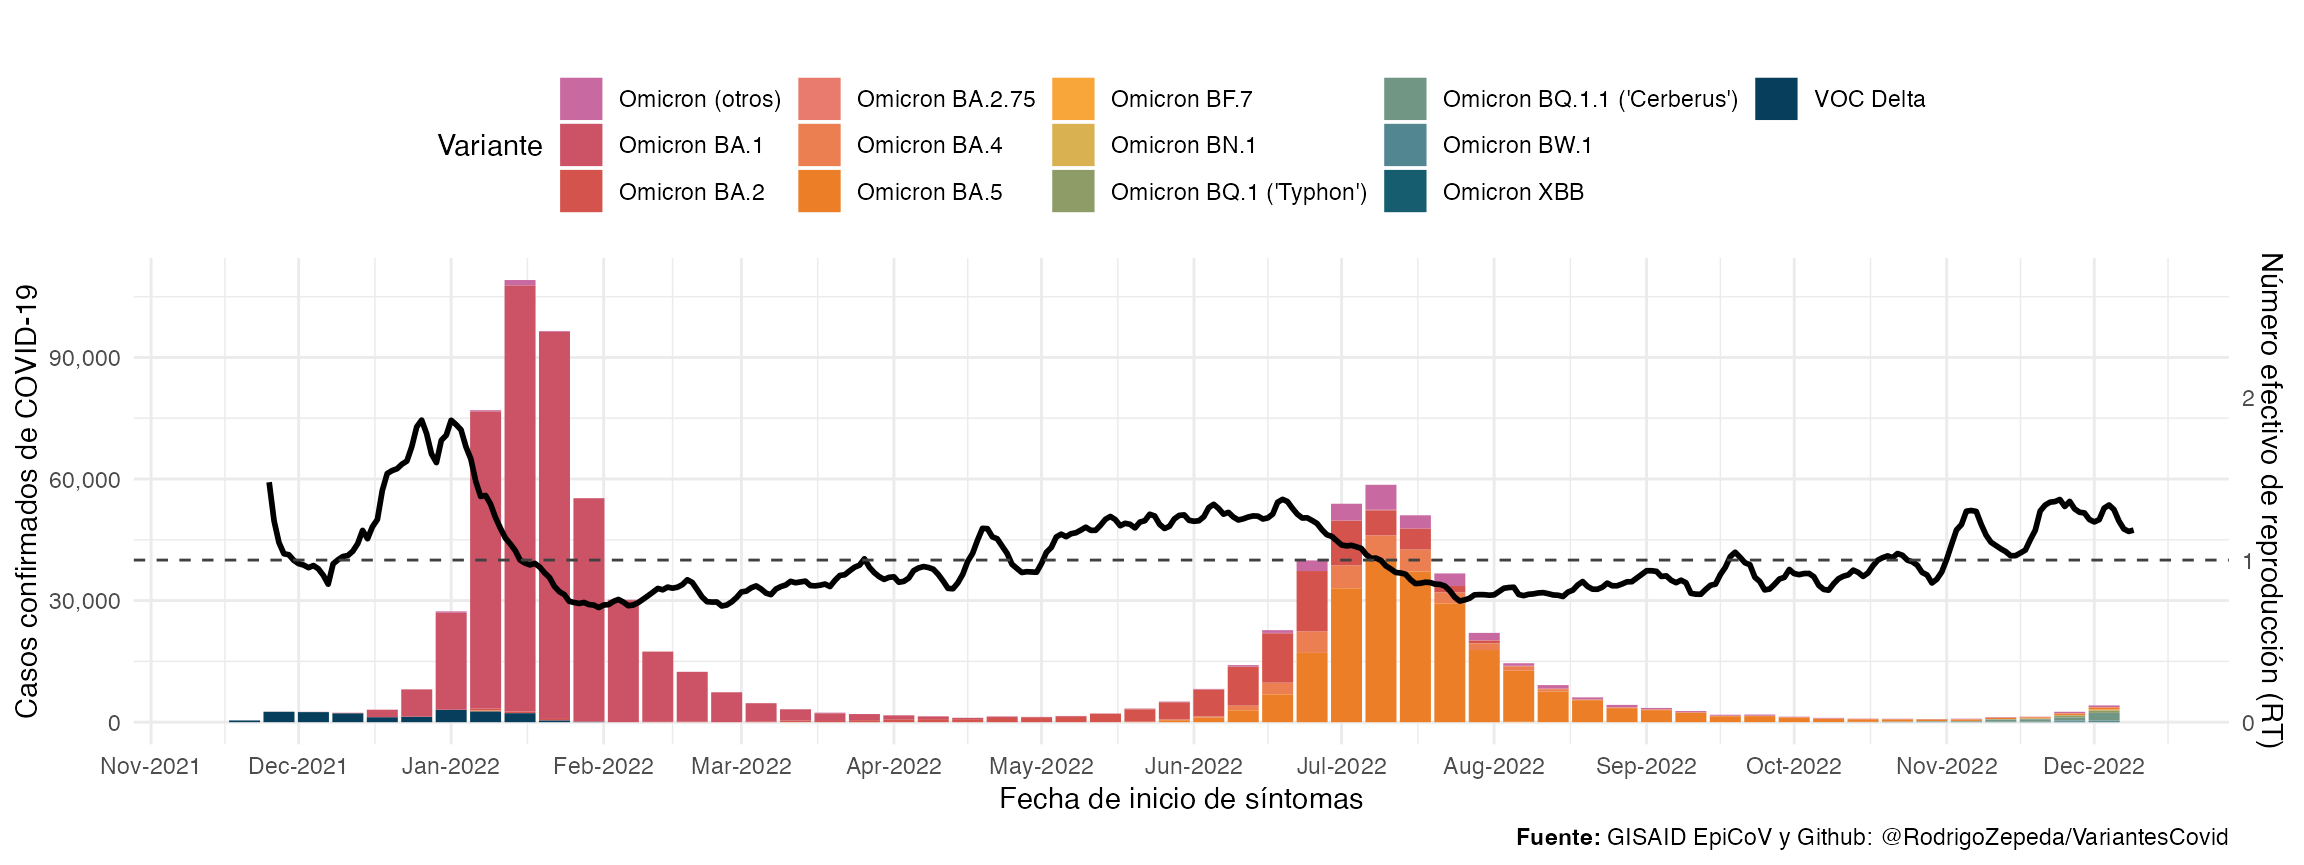 Omicron (otros) Omicron BA.2.75 Omicron BF.7 Omicron BQ.1.1 ('Cerberus') VOC Delta
Variante Omicron BA.1 Omicron BA.4 Omicron BN.1 Omicron BW.1
Omicron BA.2 Omicron BA.5 Omicron BQ.1 ('Typhon') Omicron XBB
Casos confirmados de COVID-19
90,000
60,000
30,000
0
Número efectivo de reproducción (RT)
2
1
0
Nov-2021 Dec-2021 Jan-2022 Feb-2022 Mar-2022 Apr-2022 May-2022 Jun-2022 Jul-2022 Aug-2022 Sep-2022 Oct-2022 Nov-2022 Dec-2022
Fecha de inicio de síntomas
Fuente: GISAID EpiCoV y Github: @RodrigoZepeda/VariantesCovid